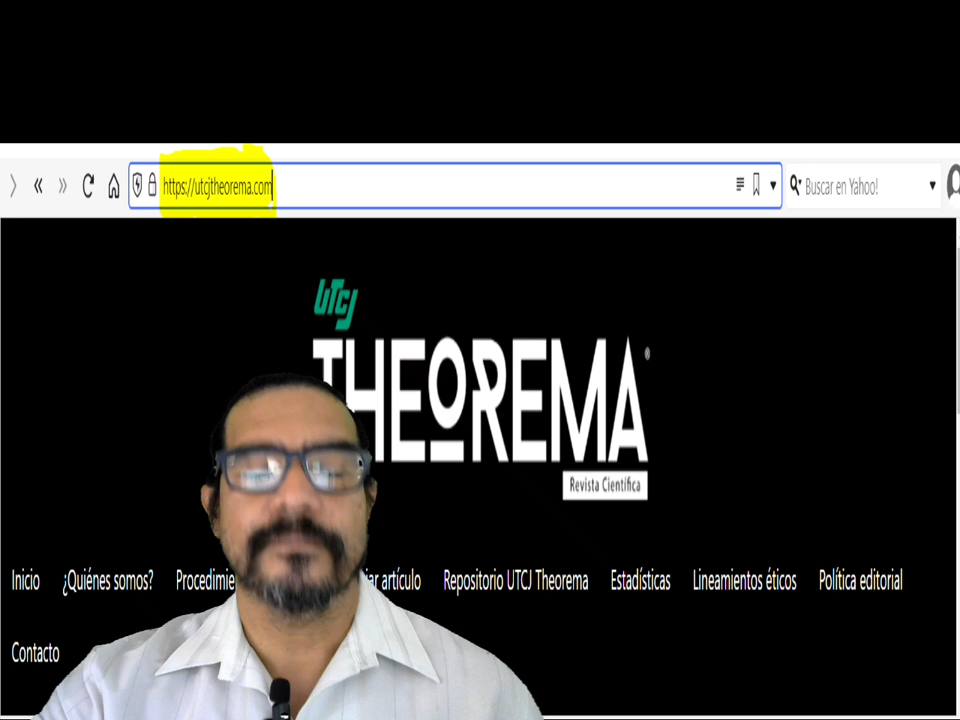 https://utcjtheorema.com
Buscar en Yahoo!
UTCJ
THEOREMA®
Revista Científica
Inicio ¿Quiénes somos? artículo Repositorio UTCJ Theorema Estadísticas Lineamientos éticos Política editorial
Contacto